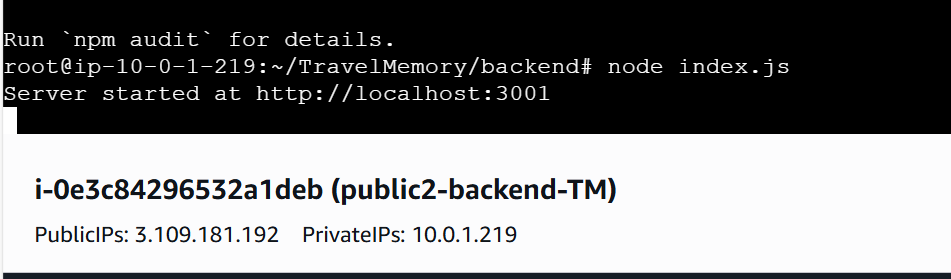 Run `npm audit` for details.
root@ip-10-0-1-219:~/TravelMemory/backend# node index.js
Server started at http://localhost:3001
i-0e3c84296532a1deb (public2-backend-TM)
PublicIPs: 3.109.181.192 PrivateIPs: 10.0.1.219